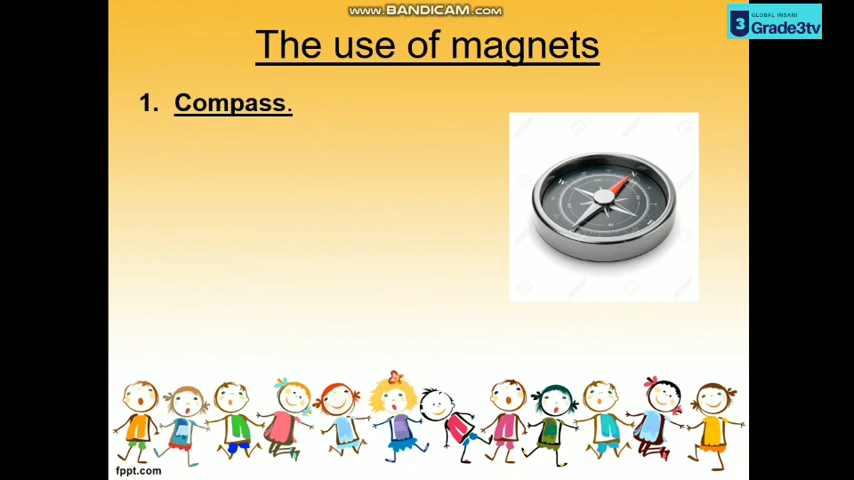 www.BANDICAM.com
GLOBAL INSANI
3 Grade3tv
The use of magnets
1. Compass.
fppt.com